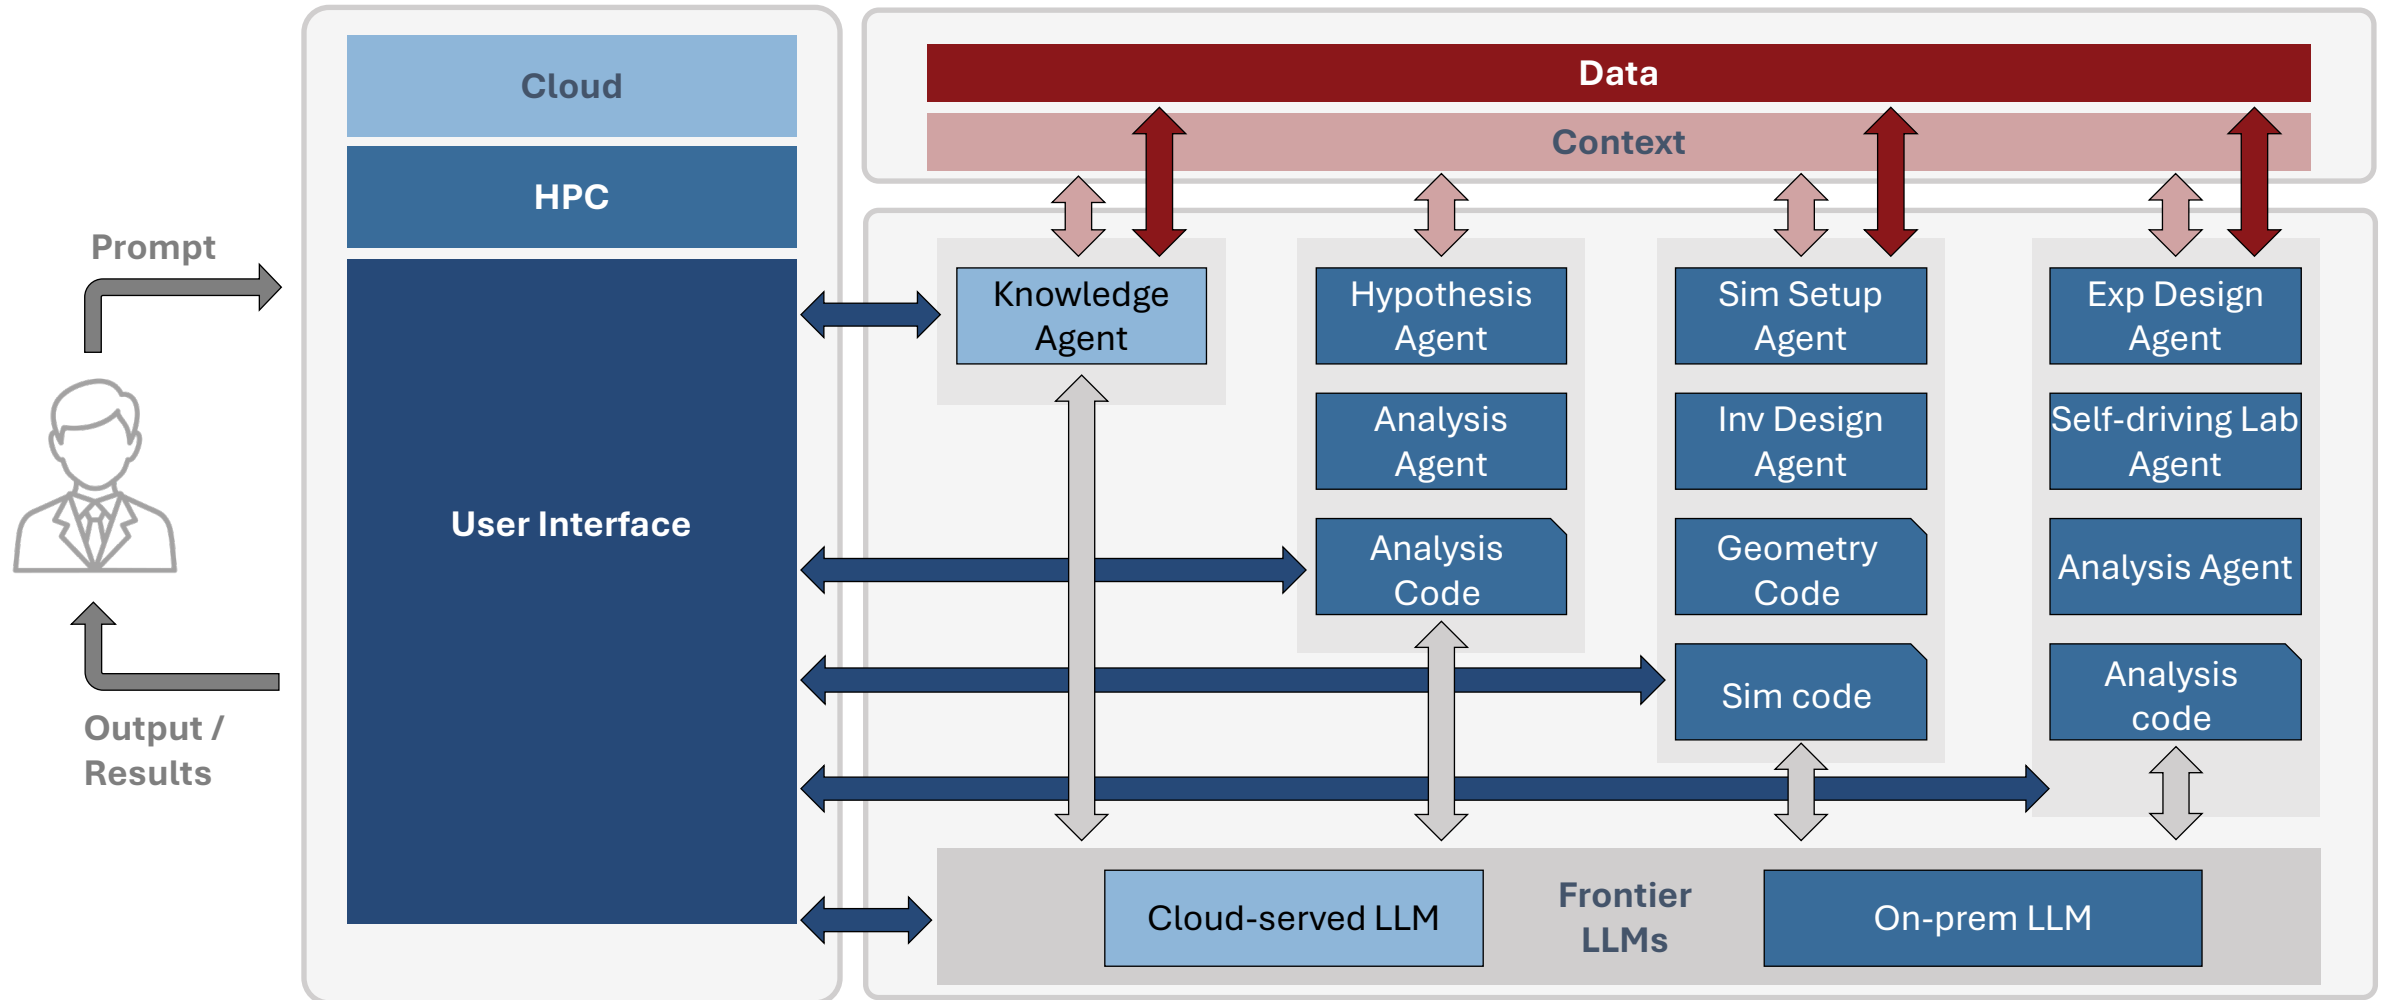 Prompt
Output /
Results
Cloud
HPC
User Interface
Data
Context
Knowledge
Agent
Hypothesis
Agent
Analysis
Agent
Analysis
Code
Sim Setup
Agent
Inv Design
Agent
Geometry
Code
Sim code
Exp Design
Agent
Self-driving Lab
Agent
Analysis Agent
Analysis
code
Cloud-served LLM
Frontier
LLMs
On-prem LLM